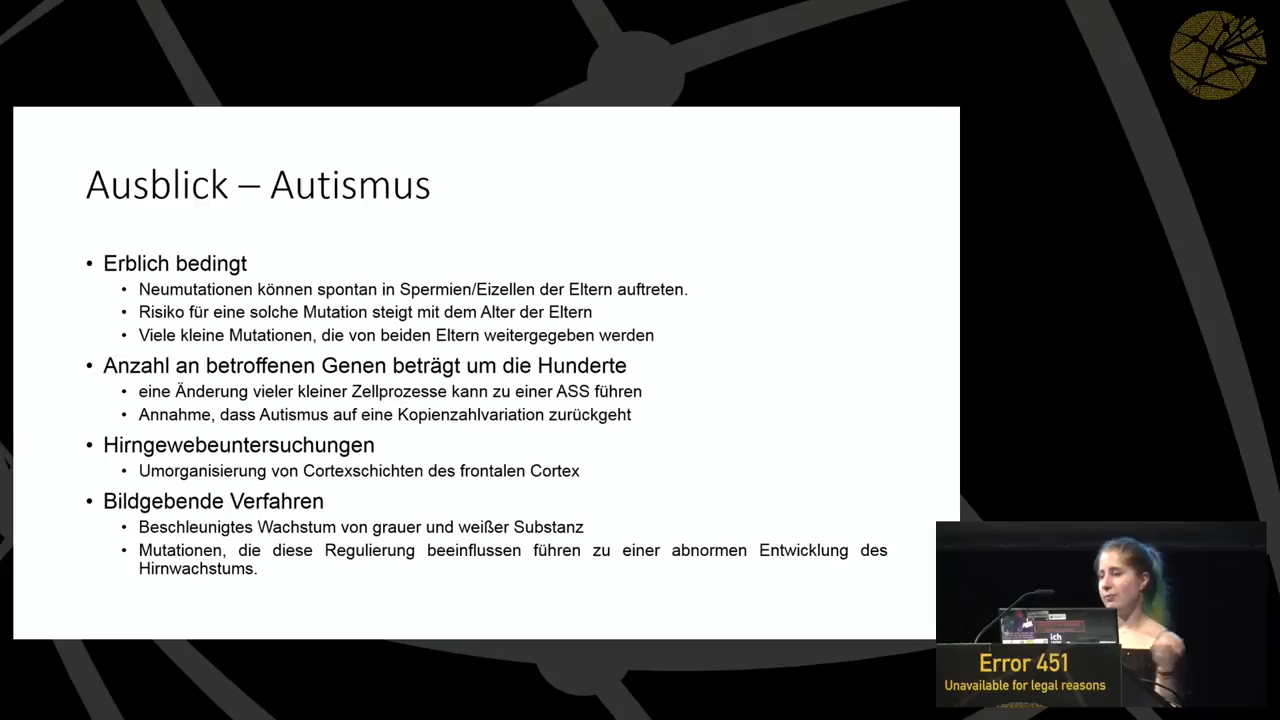 Ausblick – Autismus
• Erblich bedingt
• Neumutationen können spontan in Spermien/Eizellen der Eltern auftreten.
• Risiko für eine solche Mutation steigt mit dem Alter der Eltern
• Viele kleine Mutationen, die von beiden Eltern weitergegeben werden
• Anzahl an betroffenen Genen beträgt um die Hunderte
• eine Änderung vieler kleiner Zellprozesse kann zu einer ASS führen
• Annahme, dass Autismus auf eine Kopienzahlvariation zurückgeht
• Hirngewebeuntersuchungen
• Umorganisierung von Cortexschichten des frontalen Cortex
• Bildgebende Verfahren
• Beschleunigtes Wachstum von grauer und weißer Substanz
• Mutationen, die diese Regulierung beeinflussen führen zu einer abnormen Entwicklung des
Hirnwachstums.
ich
Error 451
Unavailable for legal reasons